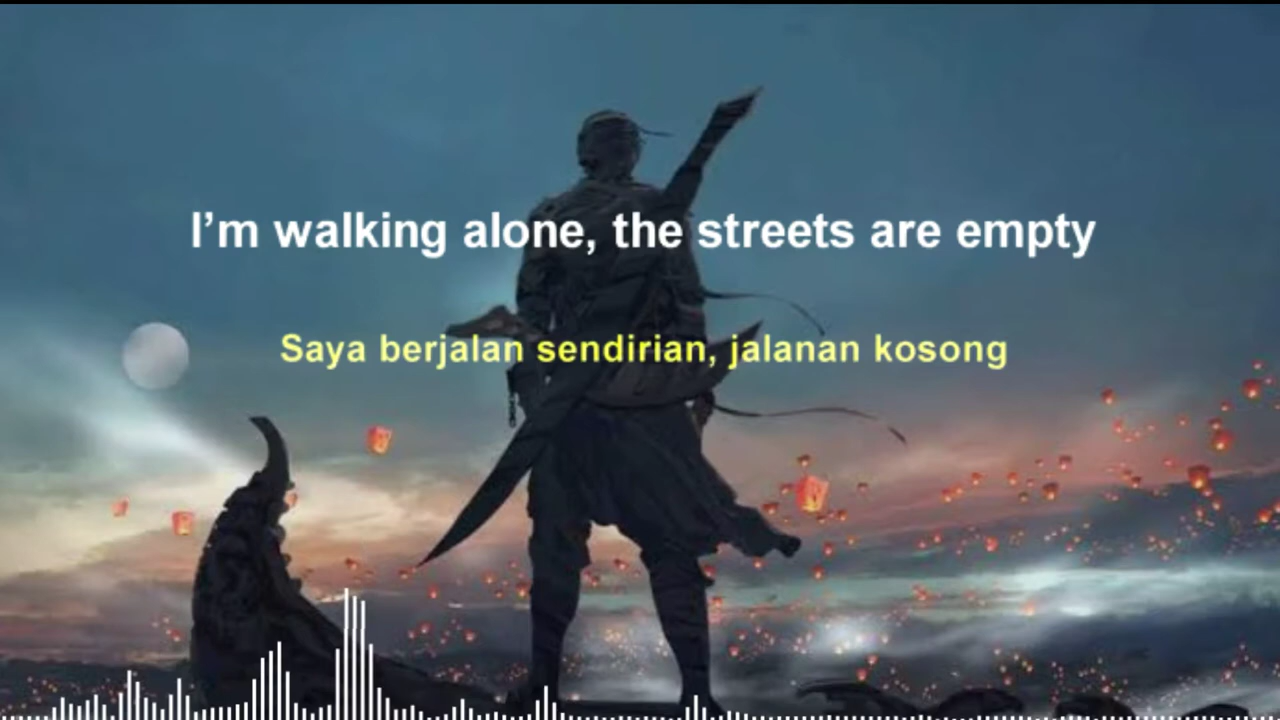 I’m walking alone, the streets are empty
Saya berjalan sendirian, jalanan kosong